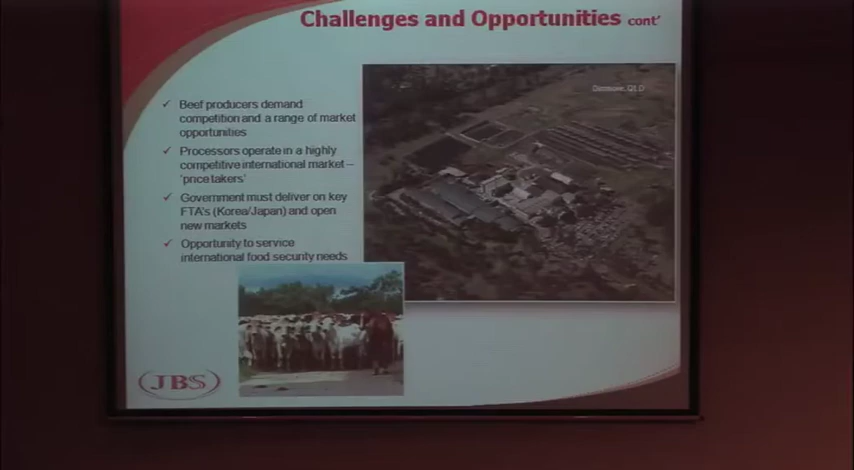 Challenges and Opportunities cont'
Dinmore, QLD
✓ Beef producers demand
competition and a range of market
opportunities
✓ Processors operate in a highly
competitive international market –
'price takers'
✓ Government must deliver on key
FTA's (Korea/Japan) and open
new markets
✓ Opportunity to service
international food security needs
JBS